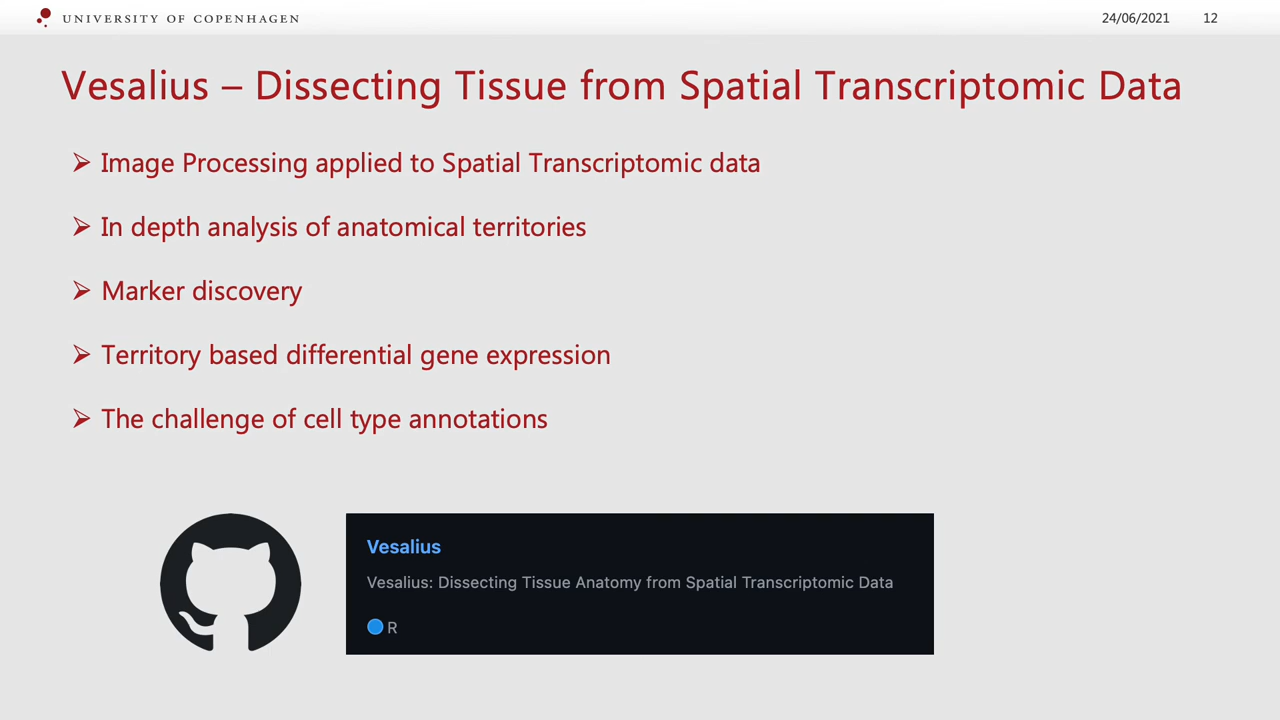 UNIVERSITY OF COPENHAGEN 24/06/2021 12
Vesalius – Dissecting Tissue from Spatial Transcriptomic Data
➢ Image Processing applied to Spatial Transcriptomic data
➢ In depth analysis of anatomical territories
➢ Marker discovery
➢ Territory based differential gene expression
➢ The challenge of cell type annotations
Vesalius
Vesalius: Dissecting Tissue Anatomy from Spatial Transcriptomic Data
R